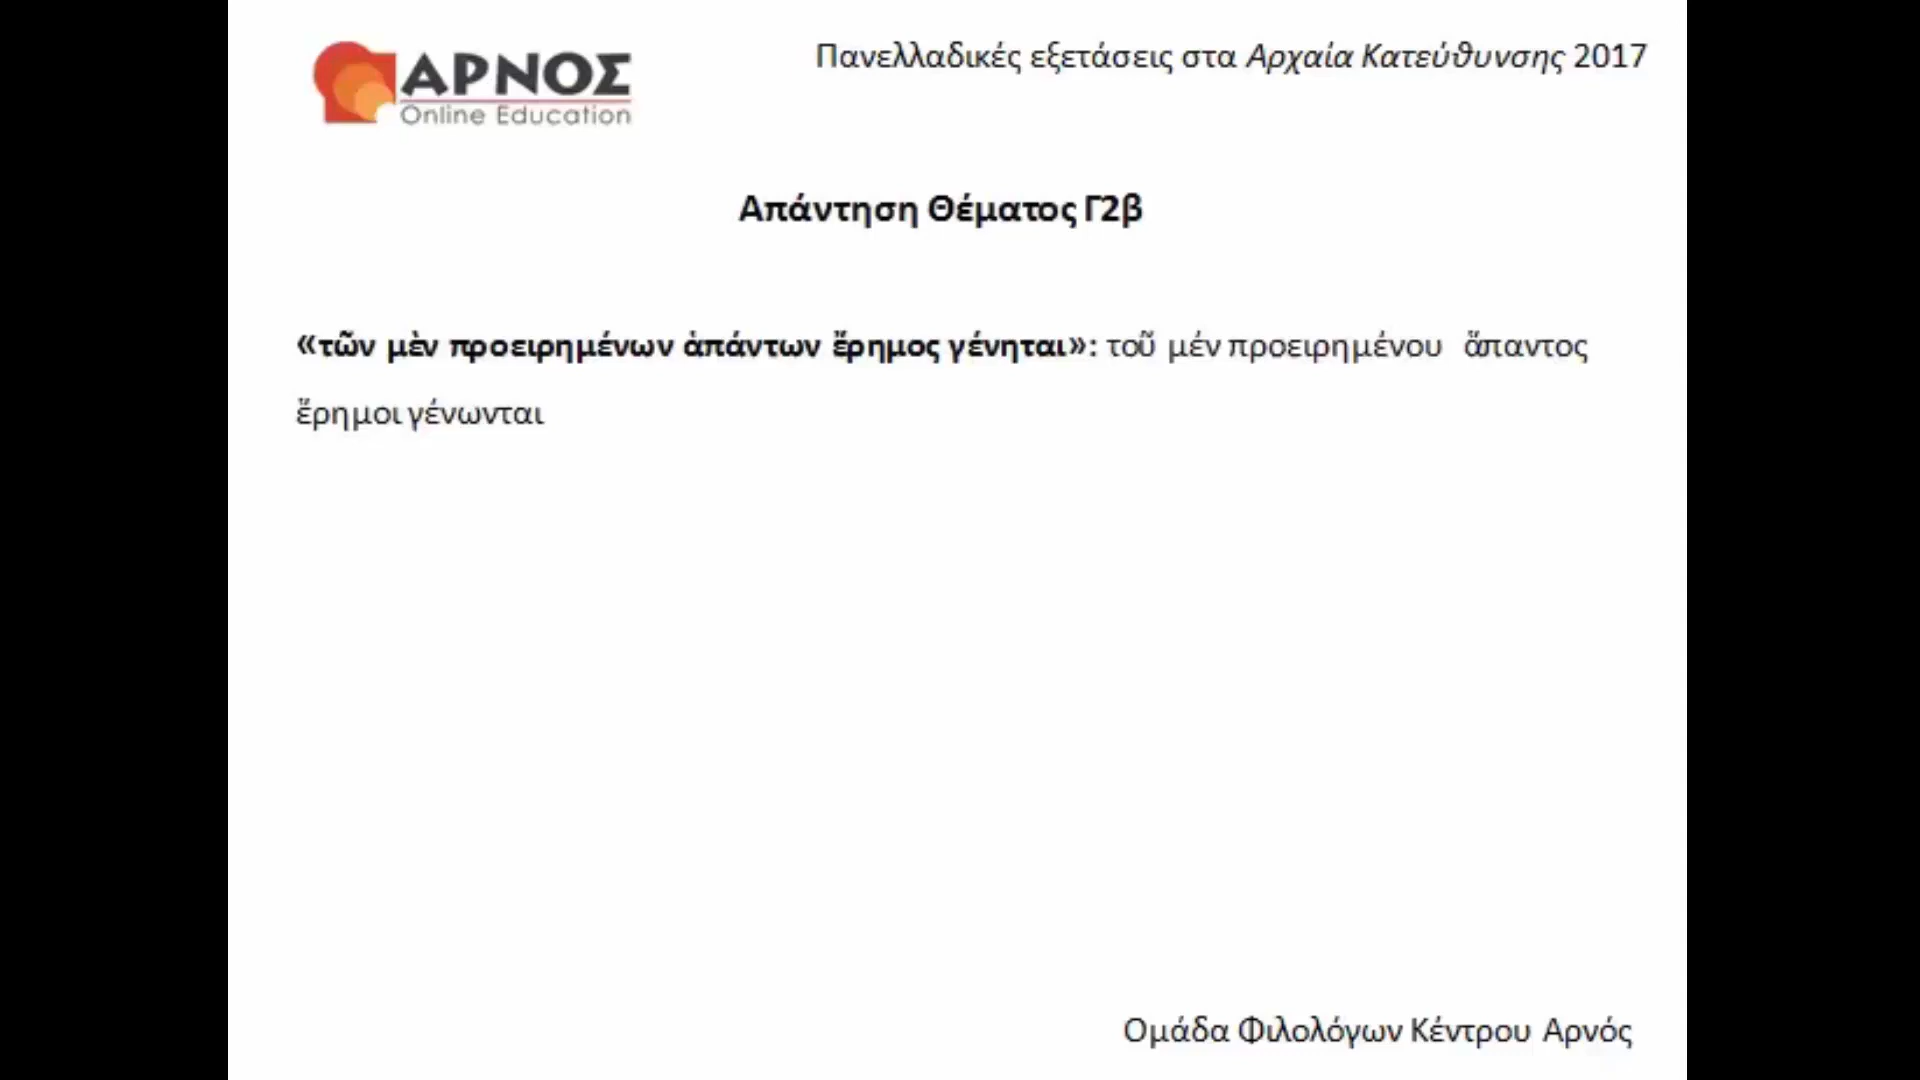 ΑΡΝΟΣ
Online Education
Πανελλαδικές εξετάσεις στα Αρχαία Κατεύθυνσης 2017
Απάντηση Θέματος Γ2β
«τῶν μὲν προειρημένων ἁπάντων ἔρημος γένηται»: τοῦ μέν προειρημένου ἅπαντος
ἔρημοι γένωνται
Ομάδα Φιλολόγων Κέντρου Αρνός